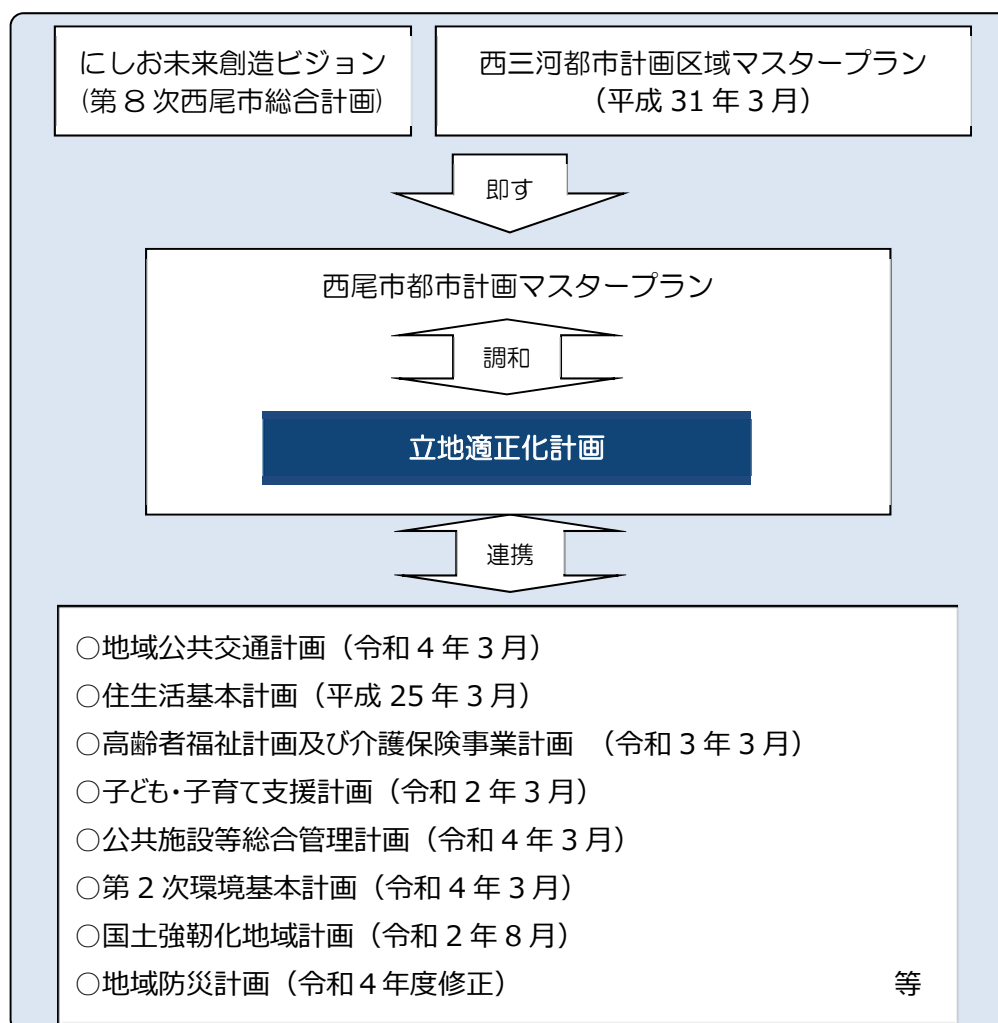 にしお未来創造ビジョン
(第8次西尾市総合計画)
西三河都市計画区域マスタープラン
（平成 31 年 3 月）
即す
西尾市都市計画マスタープラン
調和
立地適正化計画
連携
○地域公共交通計画（令和 4 年 3 月）
○住生活基本計画（平成 25 年 3 月）
○高齢者福祉計画及び介護保険事業計画　（令和 3 年 3 月）
○子ども・子育て支援計画（令和 2 年 3 月）
○公共施設等総合管理計画（令和 4 年 3 月）
○第 2 次環境基本計画（令和 4 年 3 月）
○国土強靭化地域計画（令和 2 年 8 月）
○地域防災計画（令和４年度修正）　等